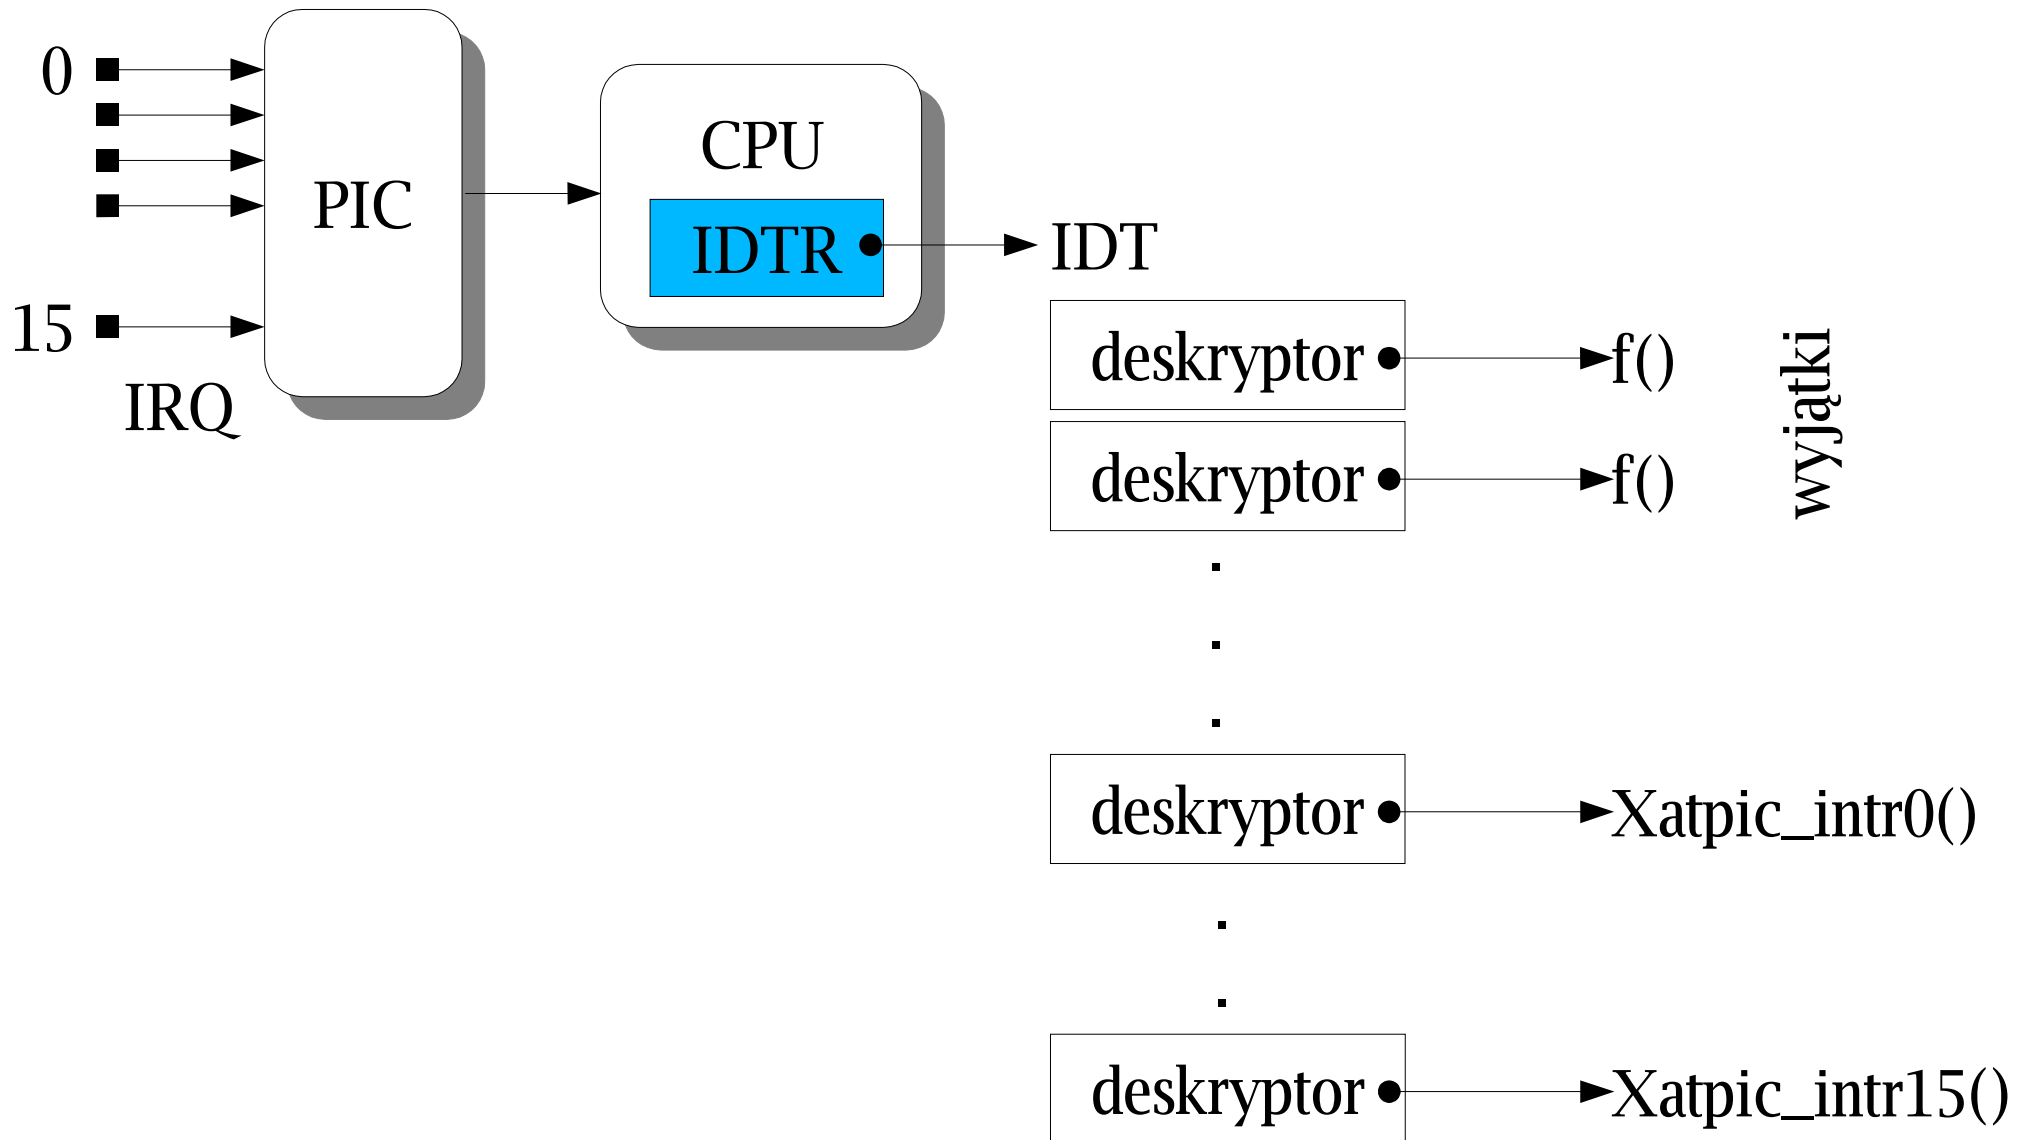 0
15
IRQ
PIC
CPU
IDTR
IDT
deskryptor
f()
deskryptor
f()
wyjątki
deskryptor
Xatpic_intr0()
deskryptor
Xatpic_intr15()